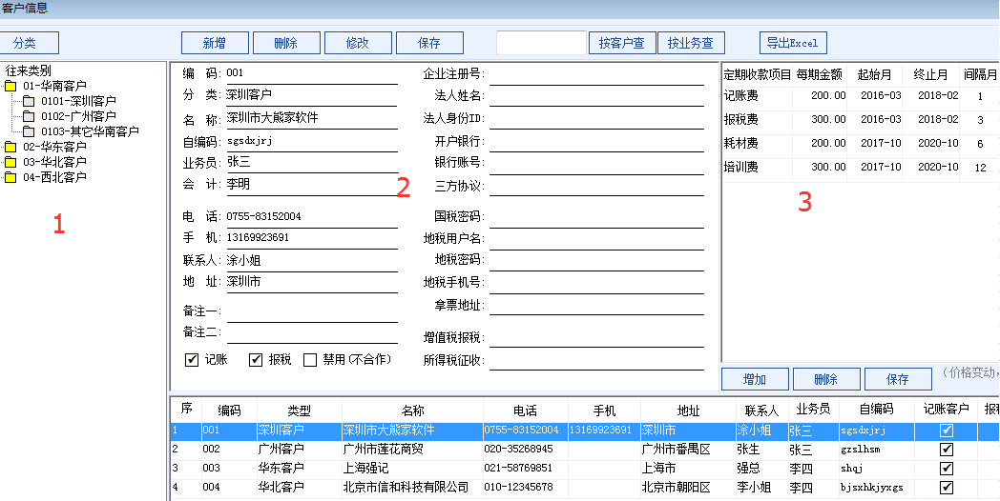 客户信息
分类 新增 删除 修改 保存 按客户查 按业务查 导出Excel
往来类别
01-华南客户
0101-深圳客户
0102-广州客户
0103-其它华南客户
02-华东客户
03-华北客户
04-西北客户
1
编 码: 001
分 类: 深圳客户
名 称: 深圳市大熊家软件
自编码: sgsdxjrj
业务员: 张三
会 计: 李明
电 话: 0755-83152004
手 机: 13169923691
联系人: 涂小姐
地 址: 深圳市
备注一:
备注二:
记账 报税 禁用(不合作)
2
企业注册号:
法人姓名:
法人身份ID:
开户银行:
银行账号:
三方协议:
国税密码:
地税用户名:
地税密码:
地税手机号:
拿票地址:
增值税报税:
所得税征收:
定期收款项目 每期金额 起始月 终止月 间隔月
记账费 200.00 2016-03 2018-02 1
报税费 300.00 2016-03 2018-02 3
耗材费 200.00 2017-10 2020-10 6
培训费 300.00 2017-10 2020-10 12
3
增加 删除 保存 (价格变动,
序 编码 类型 名称 电话 手机 地址 联系人 业务员 自编码 记账客户 报税
1 001 深圳客户 深圳市大熊家软件 0755-83152004 13169923691 深圳市 涂小姐 张三 sgsdxjrj
2 002 广州客户 广州市莲花商贸 020-35268945 广州市番禺区 张生 张三 gzslhsm
3 003 华东客户 上海强记 021-58769851 上海市 强总 李四 shqj
4 004 华北客户 北京市信和科技有限公司 010-12345678 北京市朝阳区 李小姐 李四 bjsxhkjyxgs